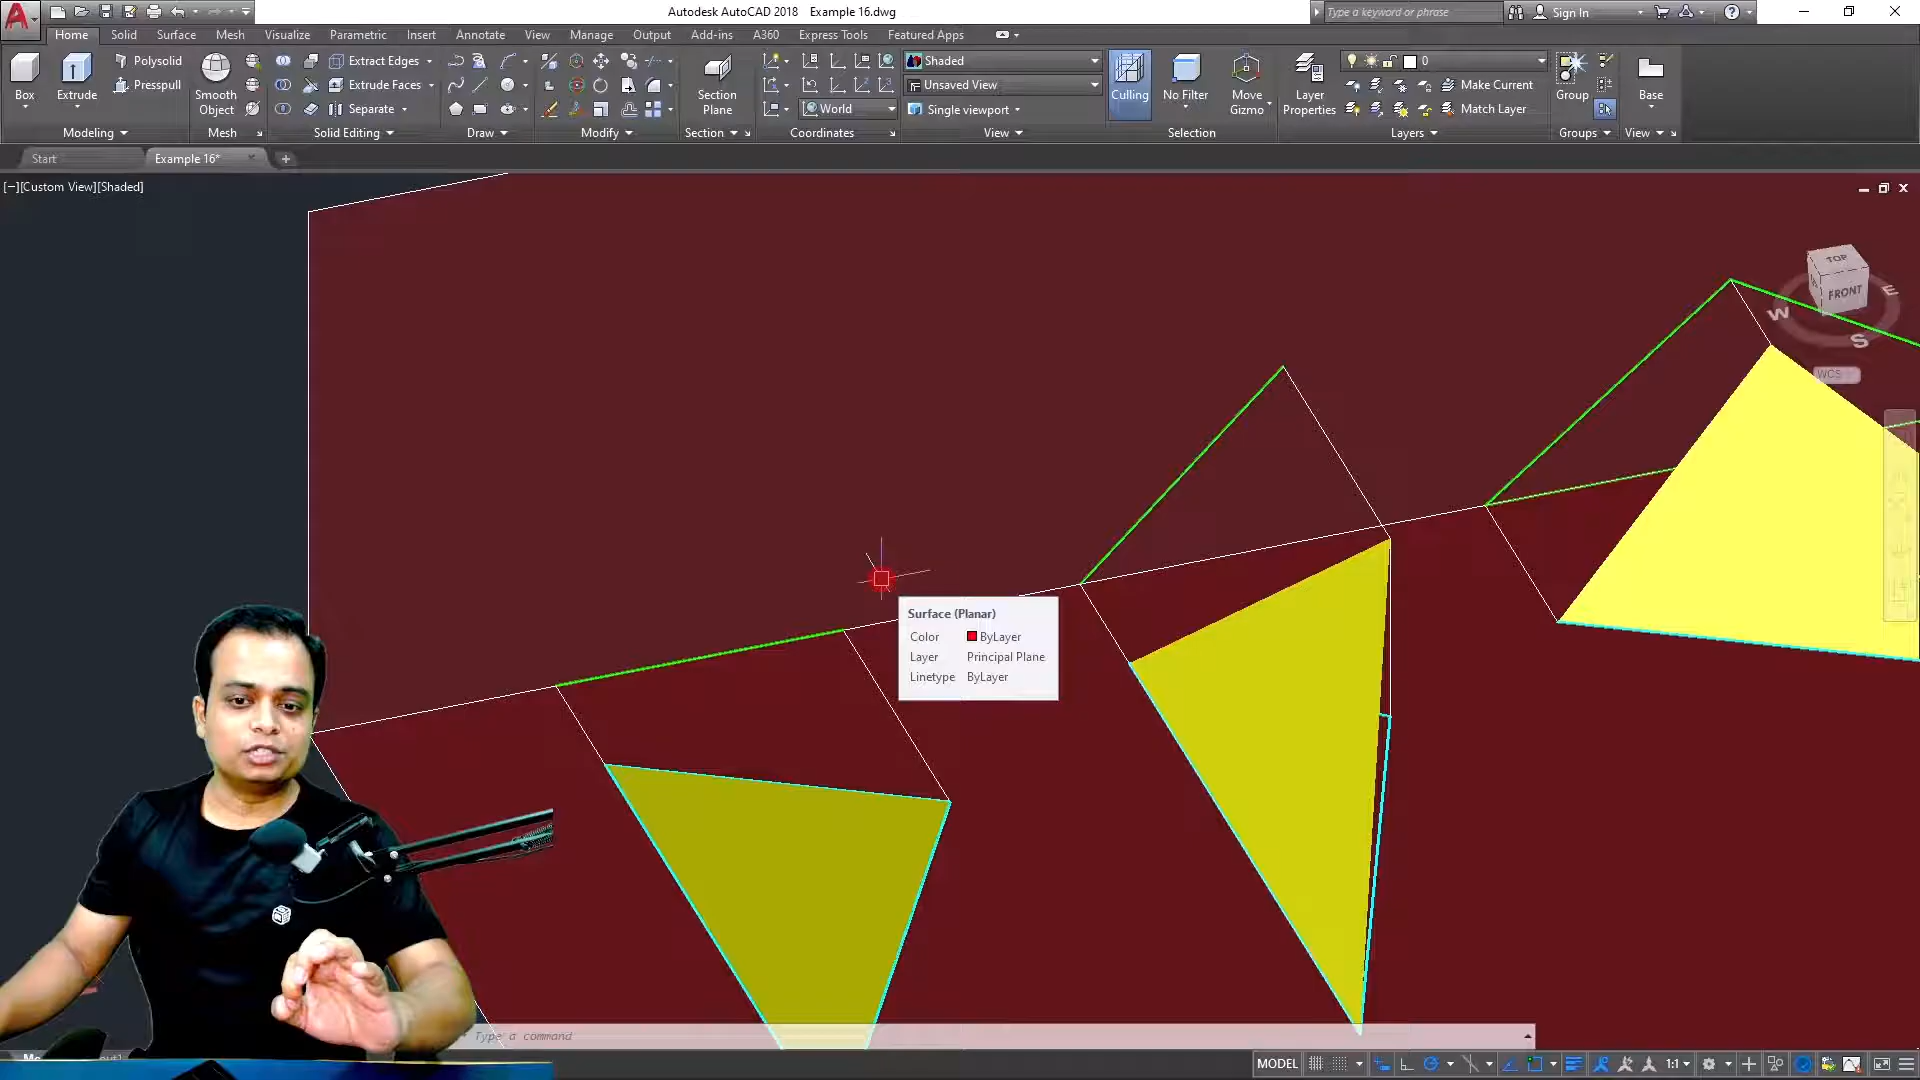 Autodesk AutoCAD 2018 Example 16.dwg
Type a keyword or phrase
Sign In
Home Solid Surface Mesh Visualize Parametric Insert Annotate View Manage Output Add-ins A360 Express Tools Featured Apps
Box
Extrude
Polysolid
Presspull
Modeling
Smooth
Object
Mesh
Extract Edges
Extrude Faces
Separate
Solid Editing
Draw
Modify
Section
Plane
Section
World
Coordinates
Shaded
Unsaved View
Single viewport
View
Culling
No Filter
Move
Gizmo
Selection
Layer
Properties
0
Make Current
Match Layer
Layers
Group
Groups
Base
View
Start
Example 16*
[−][Custom View][Shaded]
TOP
FRONT
W
E
S
WCS
Surface (Planar)
Color ByLayer
Layer Principal Plane
Linetype ByLayer
Type a command
MODEL
1:1